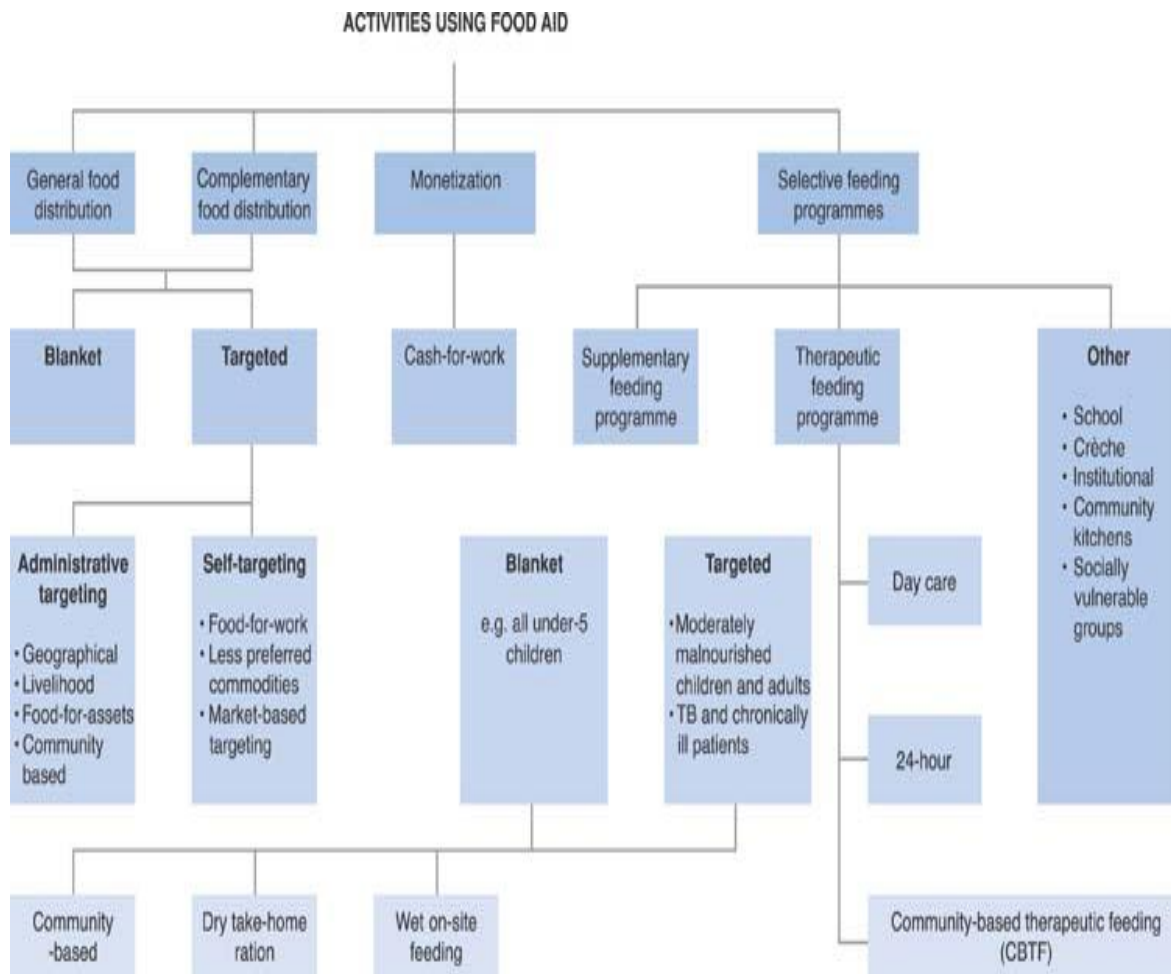 ACTIVITIES USING FOOD AID
General food
distribution
Complementary
food distribution
Monetization
Selective feeding
programmes
Blanket
Targeted
Cash-for-work
Supplementary
feeding
programme
Therapeutic
feeding
programme
Other
• School
• Crèche
• Institutional
• Community
kitchens
• Socially
vulnerable
groups
Administrative
targeting
• Geographical
• Livelihood
• Food-for-assets
• Community
based
Self-targeting
• Food-for-work
• Less preferred
commodities
• Market-based
targeting
Blanket
e.g. all under-5
children
Targeted
• Moderately
malnourished
children and adults
• TB and chronically
ill patients
Day care
24-hour
Community
-based
Dry take-home
ration
Wet on-site
feeding
Community-based therapeutic feeding
(CBTF)